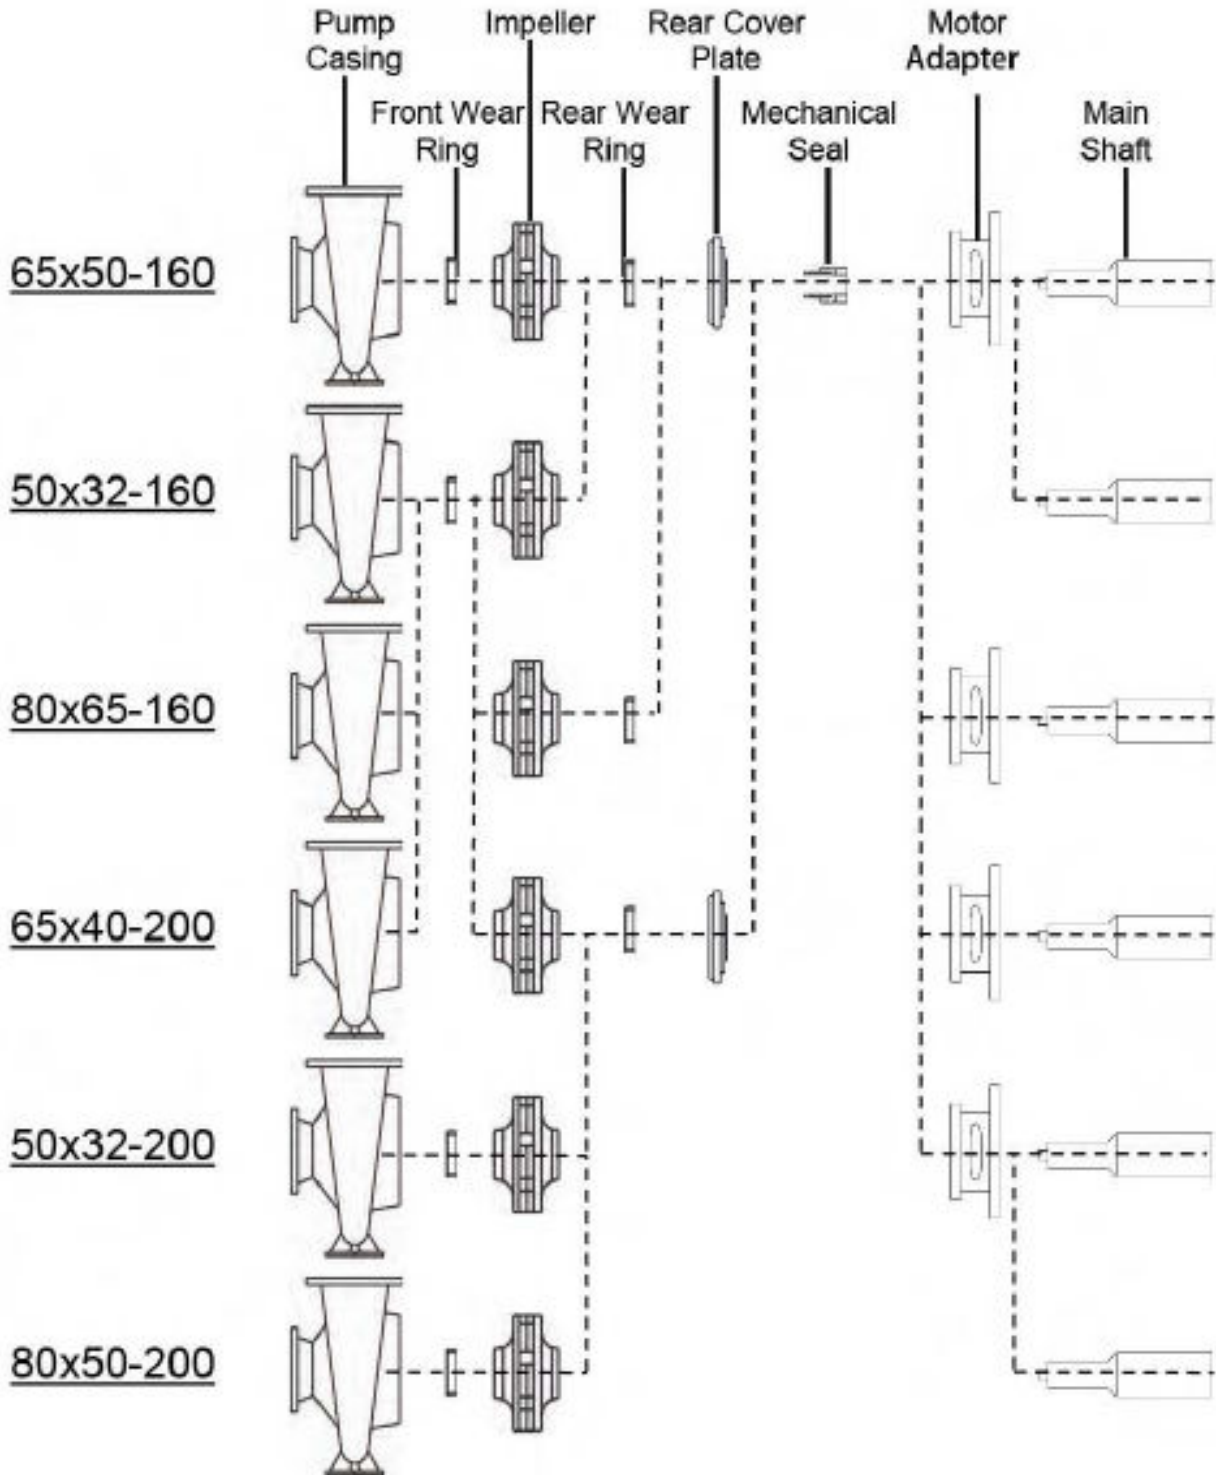 Pump
Casing
Impeller
Rear Cover
Plate
Motor
Adapter
Front Wear
Ring
Rear Wear
Ring
Mechanical
Seal
Main
Shaft
65x50-160
50x32-160
80x65-160
65x40-200
50x32-200
80x50-200